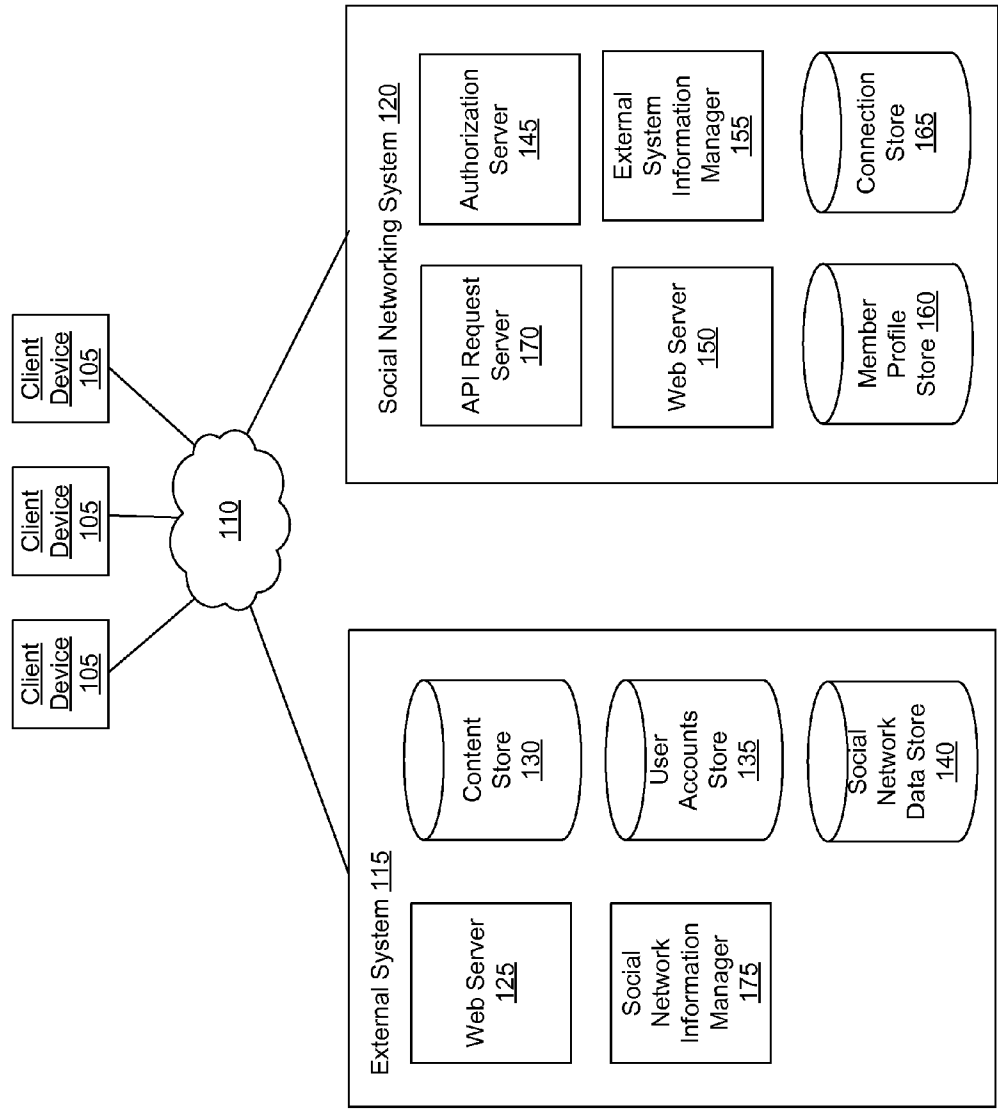 Client
Device
105
Client
Device
105
Client
Device
105
110
External System 115
Web Server
125
Social
Network
Information
Manager
175
Content
Store
130
User
Accounts
Store
135
Social
Network
Data Store
140
Social Networking System 120
API Request
Server
170
Authorization
Server
145
Web Server
150
External
System
Information
Manager
155
Member
Profile
Store 160
Connection
Store
165